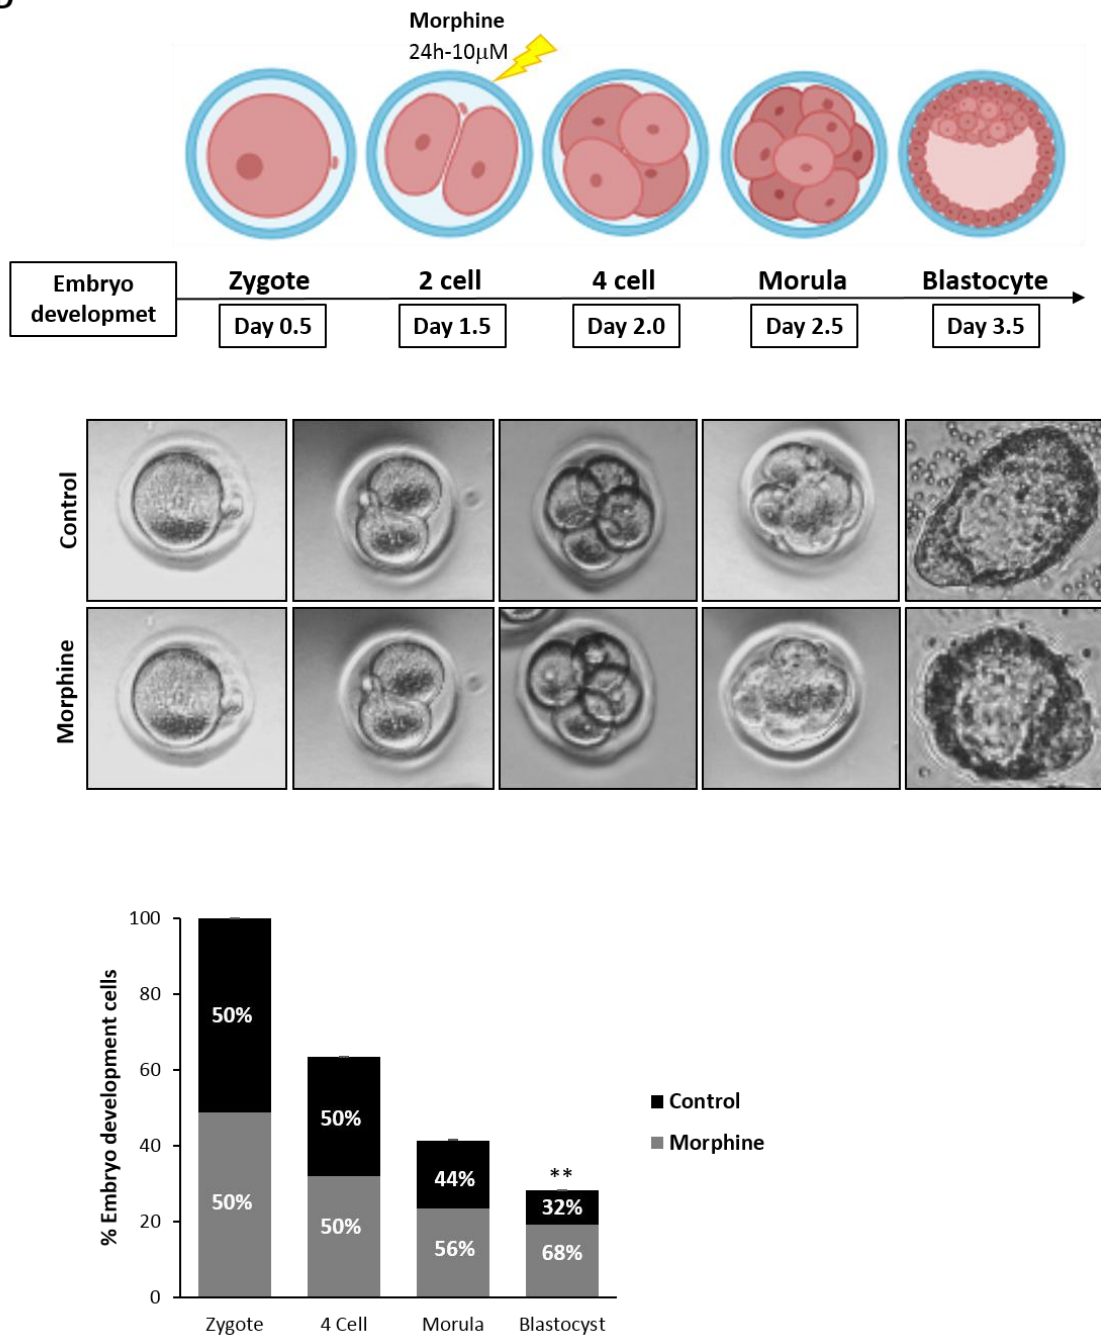 Morphine
24h-10µM
Embryo
developmet
Zygote
2 cell
4 cell
Morula
Blastocyte
Day 0.5
Day 1.5
Day 2.0
Day 2.5
Day 3.5
Control
Morphine
% Embryo development cells
100
80
60
40
20
0
50%
50%
50%
50%
44%
56%
**
32%
68%
Zygote
4 Cell
Morula
Blastocyst
Control
Morphine